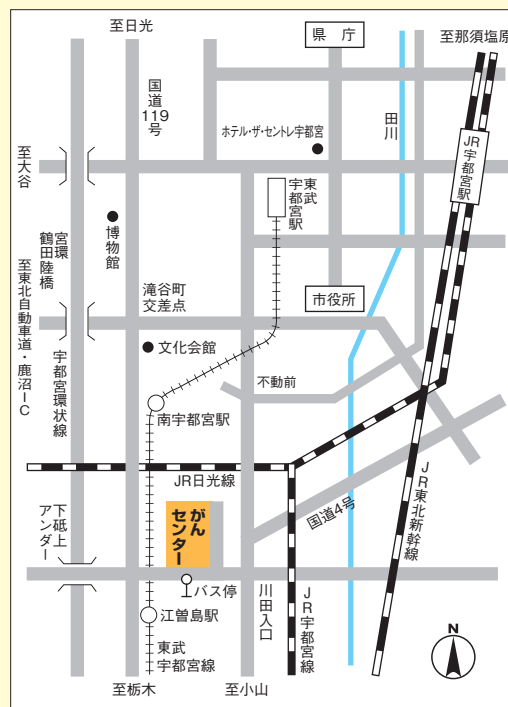 至日光
県 庁
至那須塩原
国道119号
田川
ホテル・ザ・セントレ宇都宮
至大谷
JR宇都宮駅
東武
宇都宮駅
博物館
宮環
鶴田陸橋
滝谷町
交差点
市役所
至東北自動車道・鹿沼IC
宇都宮環状線
文化会館
不動前
南宇都宮駅
JR日光線
がん
センター
国道4号
JR東北新幹線
下砥上
アンダー
バス停
川田入口
JR宇都宮線
江曽島駅
東武
宇都宮線
N
至栃木
至小山